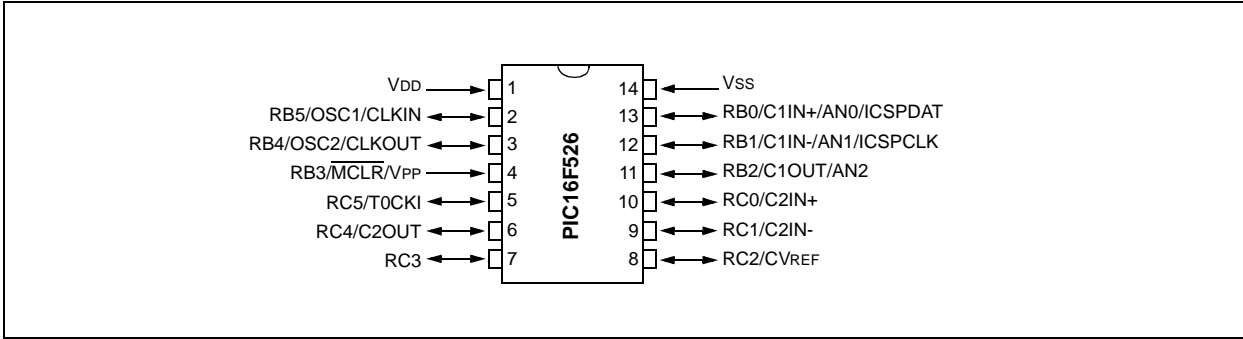 VDD
RB5/OSC1/CLKIN
RB4/OSC2/CLKOUT
RB3/MCLR/VPP
RC5/T0CKI
RC4/C2OUT
RC3
1
2
3
4
5
6
7
PIC16F526
14
13
12
11
10
9
8
VSS
RB0/C1IN+/AN0/ICSPDAT
RB1/C1IN-/AN1/ICSPCLK
RB2/C1OUT/AN2
RC0/C2IN+
RC1/C2IN-
RC2/CVREF